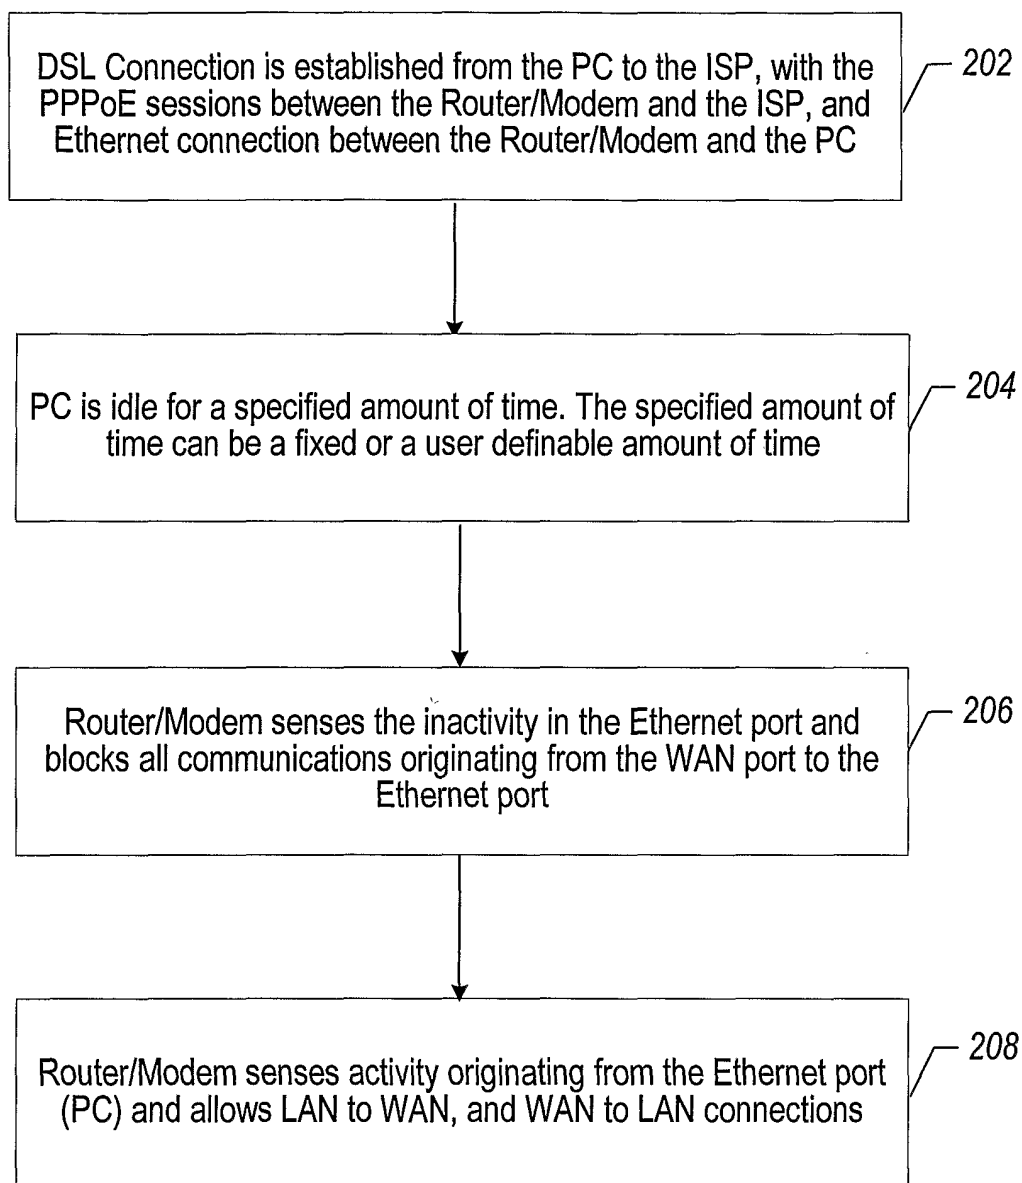 DSL Connection is established from the PC to the ISP, with the
PPPoE sessions between the Router/Modem and the ISP, and
Ethernet connection between the Router/Modem and the PC
202
PC is idle for a specified amount of time. The specified amount of
time can be a fixed or a user definable amount of time
204
Router/Modem senses the inactivity in the Ethernet port and
blocks all communications originating from the WAN port to the
Ethernet port
206
Router/Modem senses activity originating from the Ethernet port
(PC) and allows LAN to WAN, and WAN to LAN connections
208